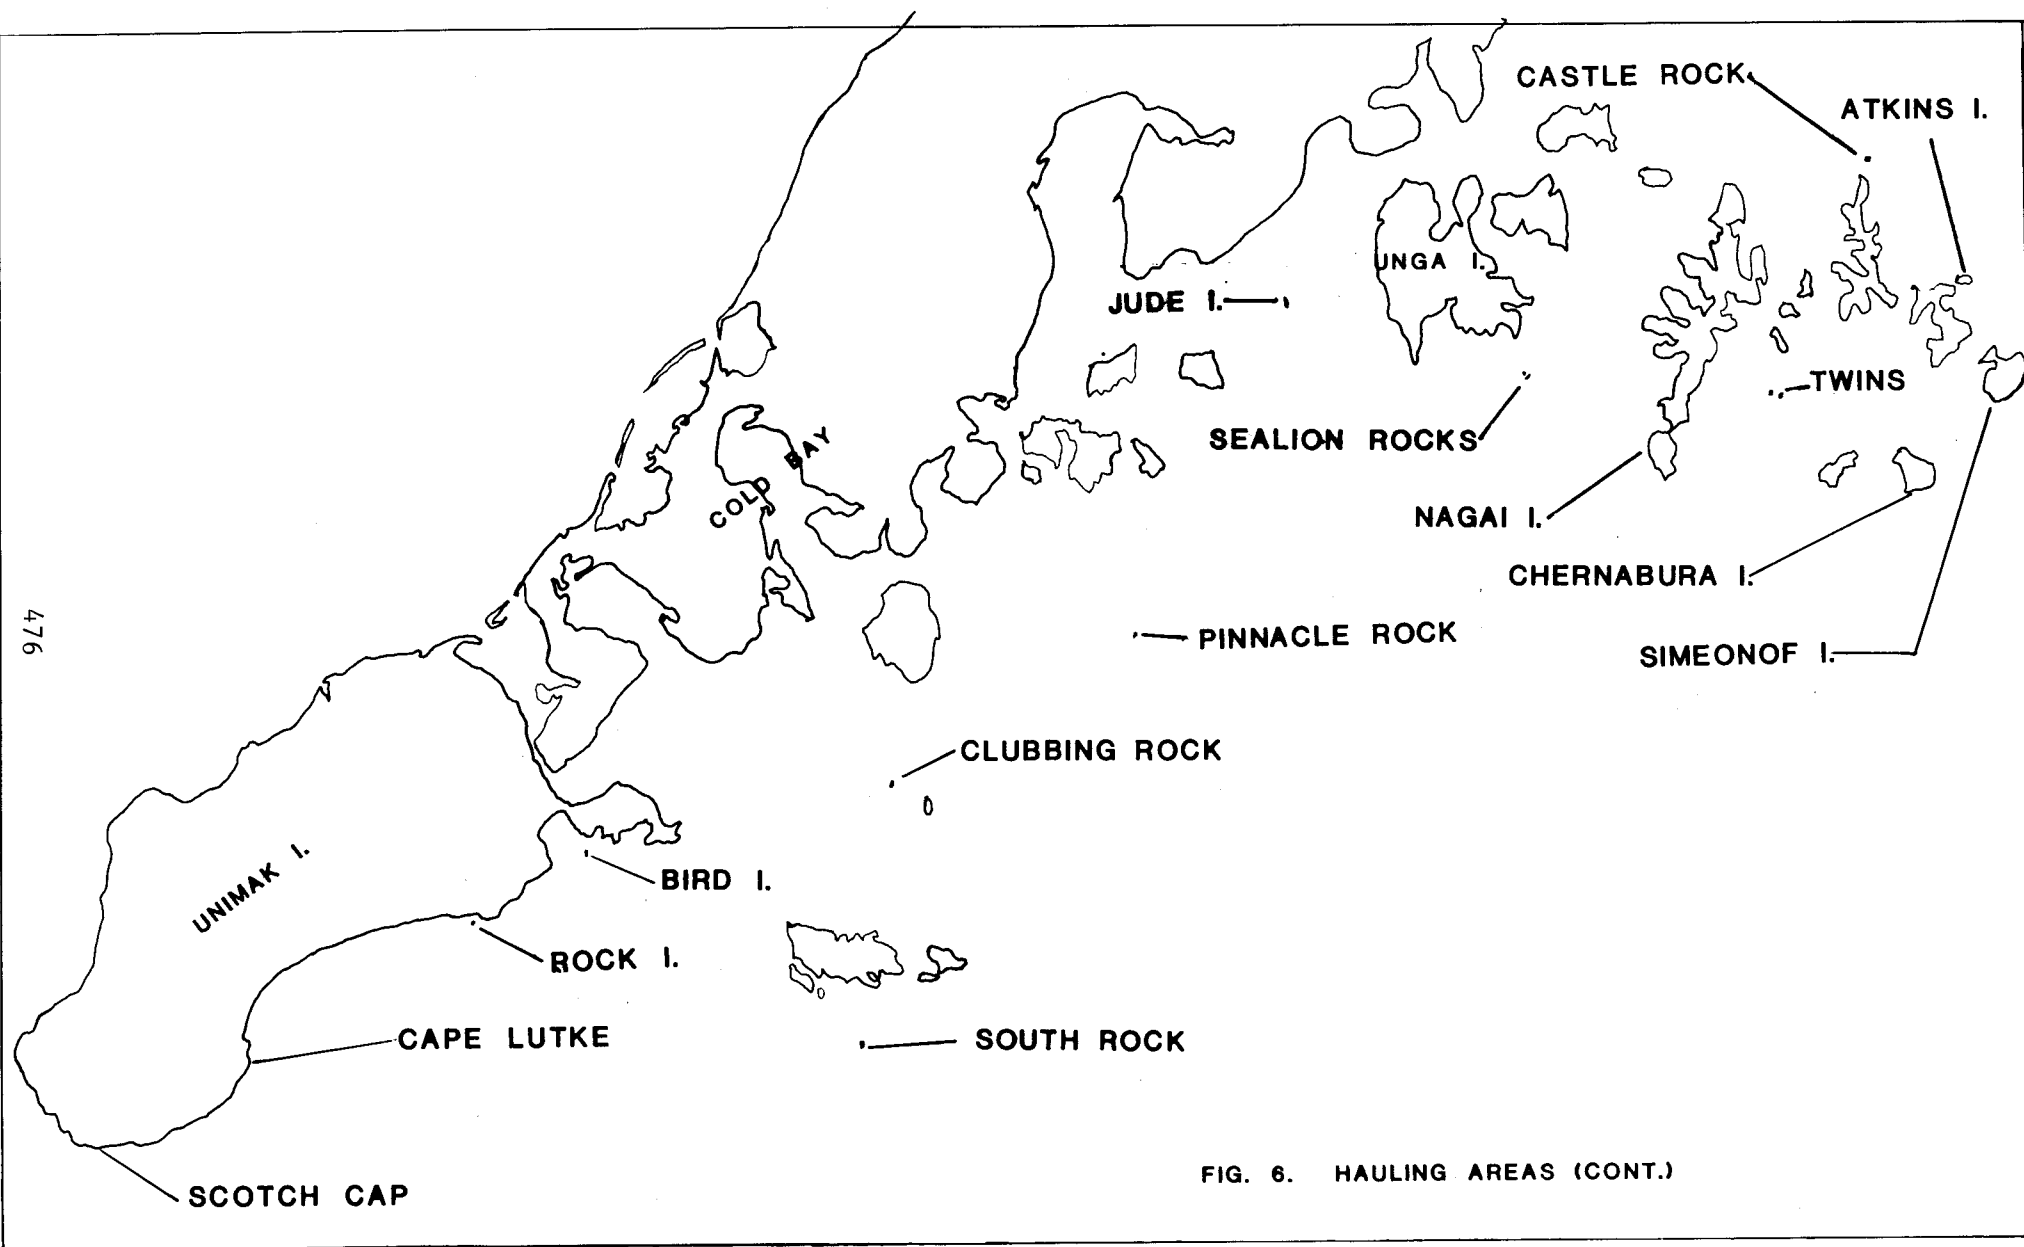 CASTLE ROCK
ATKINS I.
UNGA I.
JUDE I.
TWINS
SEALION ROCKS
COLD BAY
NAGAI I.
CHERNABURA I.
PINNACLE ROCK
SIMEONOF I.
476
CLUBBING ROCK
UNIMAK I.
BIRD I.
ROCK I.
CAPE LUTKE
SOUTH ROCK
FIG. 6. HAULING AREAS (CONT.)
SCOTCH CAP